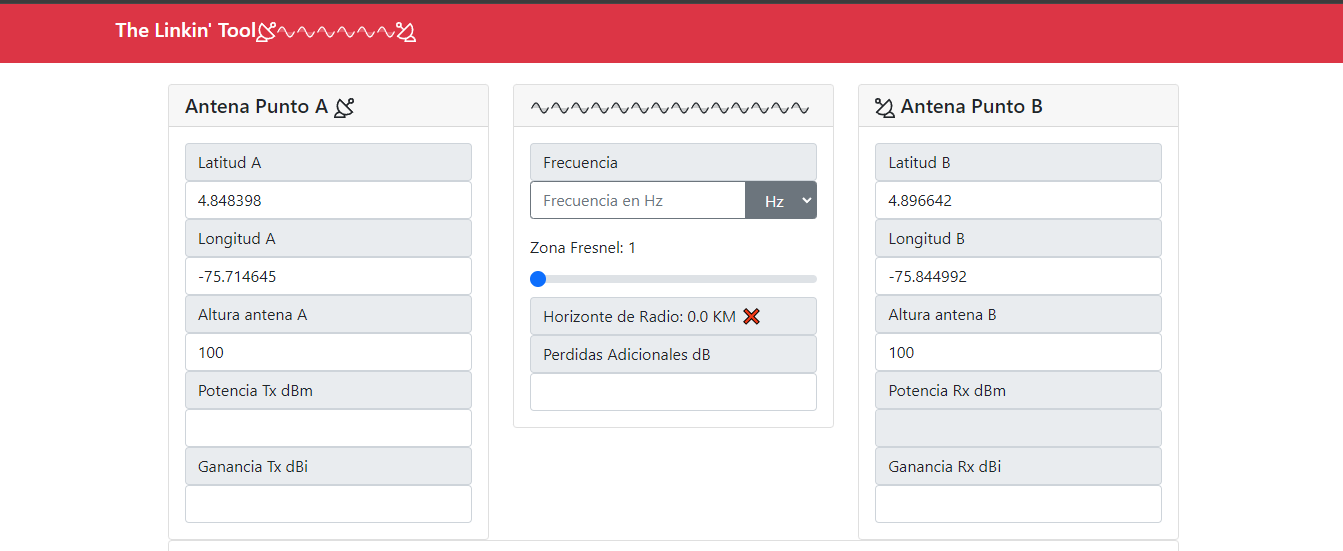 The Linkin' Tool
Antena Punto A
Latitud A
4.848398
Longitud A
-75.714645
Altura antena A
100
Potencia Tx dBm
Ganancia Tx dBi
Frecuencia
Frecuencia en Hz
Hz
Zona Fresnel: 1
Horizonte de Radio: 0.0 KM
Perdidas Adicionales dB
Antena Punto B
Latitud B
4.896642
Longitud B
-75.844992
Altura antena B
100
Potencia Rx dBm
Ganancia Rx dBi